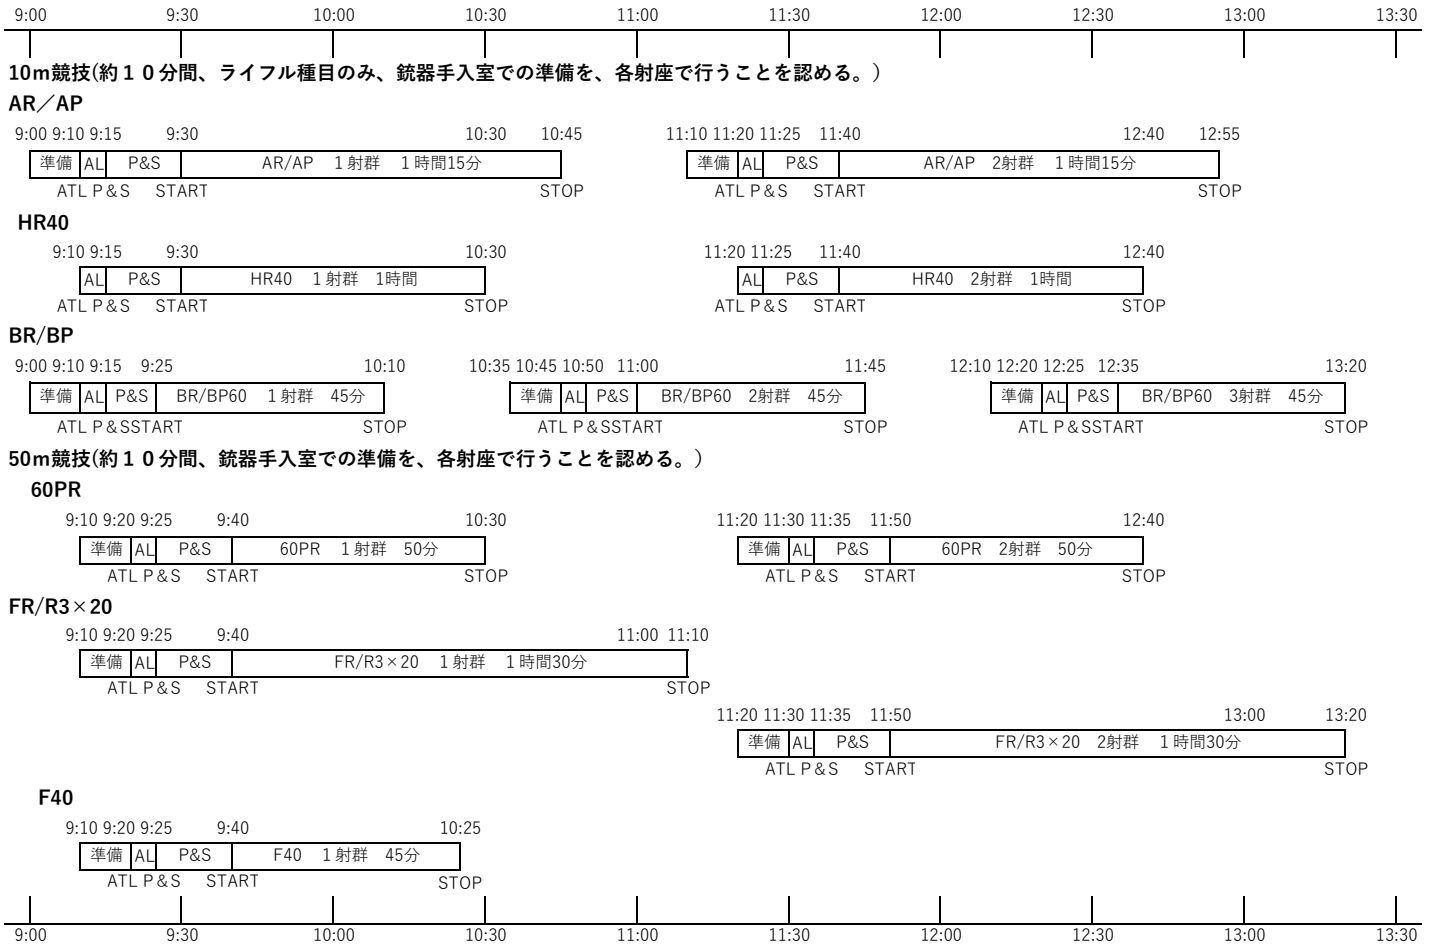 9:00 9:30 10:00 10:30 11:00 11:30 12:00 12:30 13:00 13:30
10m競技(約１０分間、ライフル種目のみ、銃器手入室での準備を、各射座で行うことを認める。)
AR／AP
9:00 9:10 9:15 9:30 10:30 10:45 11:10 11:20 11:25 11:40 12:40 12:55
準備 AL P&S AR/AP １射群 １時間15分 準備 AL P&S AR/AP 2射群 １時間15分
ATL P＆S START STOP ATL P＆S START STOP
HR40
9:10 9:15 9:30 10:30 11:20 11:25 11:40 12:40
AL P&S HR40 １射群 1時間 AL P&S HR40 2射群 1時間
ATL P＆S START STOP ATL P＆S START STOP
BR/BP
9:00 9:10 9:15 9:25 10:10 10:35 10:45 10:50 11:00 11:45 12:10 12:20 12:25 12:35 13:20
準備 AL P&S BR/BP60 １射群 45分 準備 AL P&S BR/BP60 2射群 45分 準備 AL P&S BR/BP60 3射群 45分
ATL P＆SSTART STOP ATL P＆SSTART STOP ATL P＆SSTART STOP
50m競技(約１０分間、銃器手入室での準備を、各射座で行うことを認める。)
60PR
9:10 9:20 9:25 9:40 10:30 11:20 11:30 11:35 11:50 12:40
準備 AL P&S 60PR １射群 50分 準備 AL P&S 60PR 2射群 50分
ATL P＆S START STOP ATL P＆S START STOP
FR/R3×20
9:10 9:20 9:25 9:40 11:00 11:10
準備 AL P&S FR/R3×20 １射群 １時間30分
ATL P＆S START STOP
11:20 11:30 11:35 11:50 13:00 13:20
準備 AL P&S FR/R3×20 2射群 １時間30分
ATL P＆S START STOP
F40
9:10 9:20 9:25 9:40 10:25
準備 AL P&S F40 １射群 45分
ATL P＆S START STOP
9:00 9:30 10:00 10:30 11:00 11:30 12:00 12:30 13:00 13:30